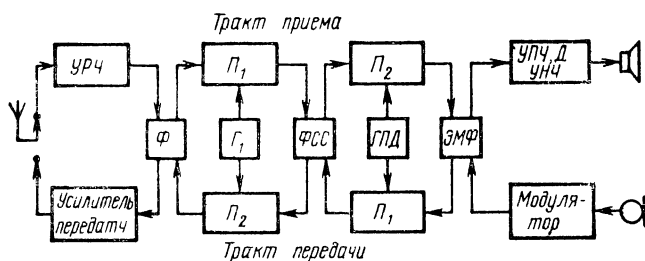 Тракт приема
УРЧ
П1
П2
УПЧ, Д
УНЧ
Ф
Г1
ФСС
ГПД
ЭМФ
Усилитель
передатч
П2
П1
Модуля-
тор
Тракт передачи